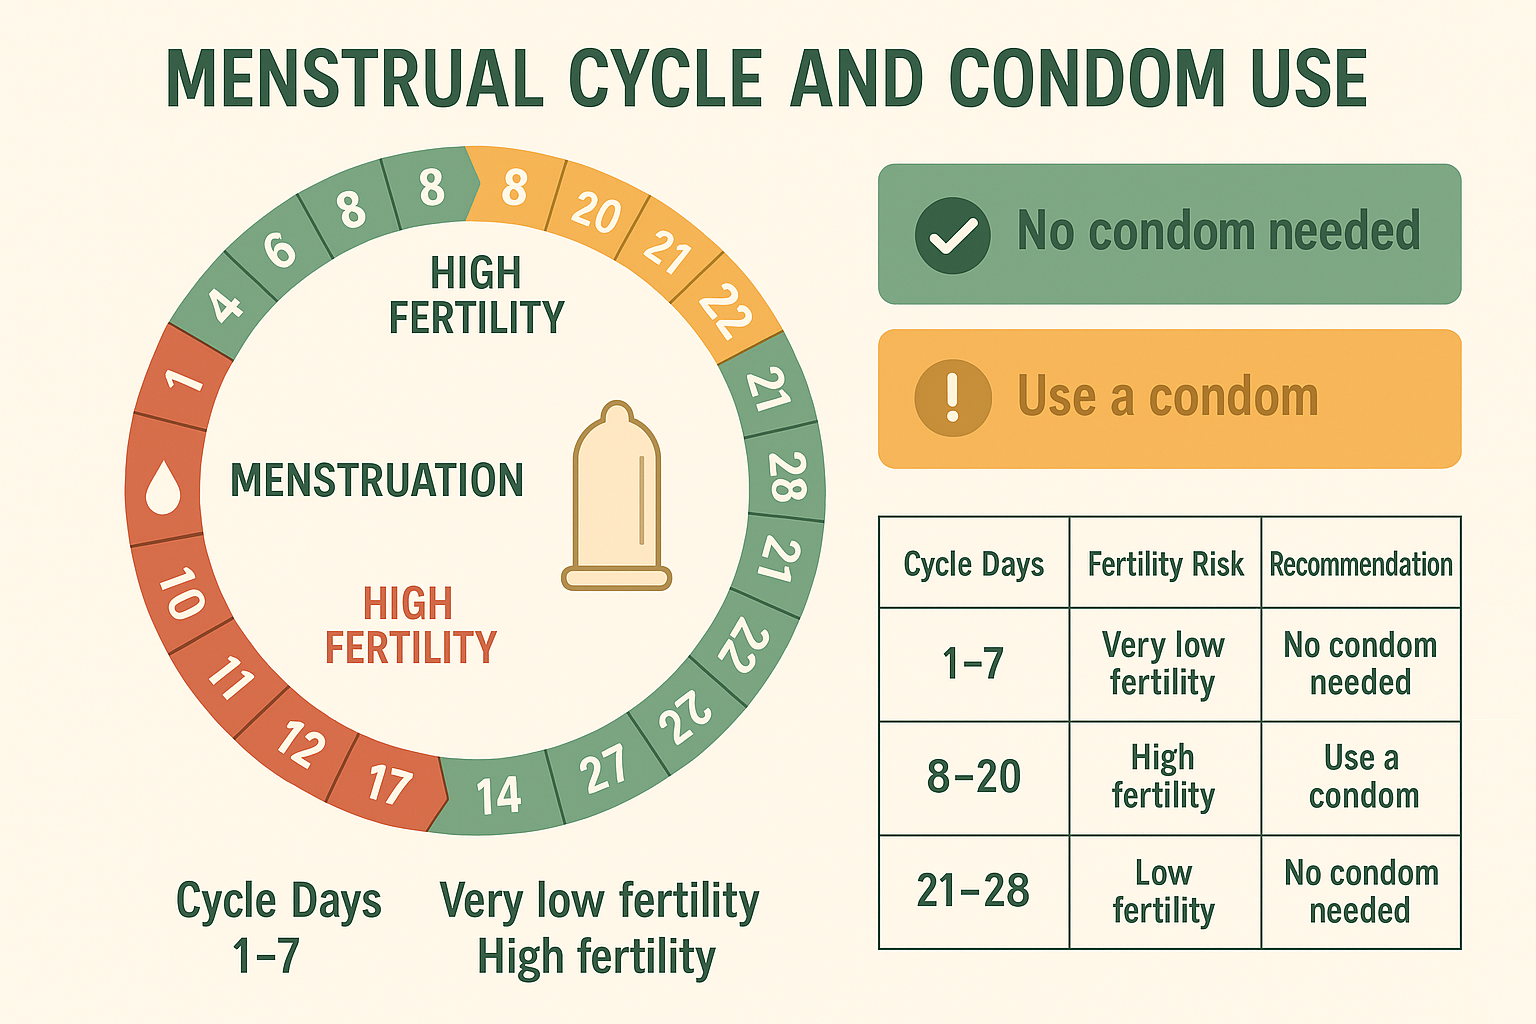 MENSTRUAL CYCLE AND CONDOM USE
8
20
21
22
21
28
21
22
22
27
14
17
12
11
10
1
4
6
8
8
HIGH
FERTILITY
MENSTRUATION
HIGH
FERTILITY
Cycle Days
1–7
Very low fertility
High fertility
No condom needed
Use a condom
Cycle Days
Fertility Risk
Recommendation
1–7
Very low
fertility
No condom
needed
8–20
High
fertility
Use a
condom
21–28
Low
fertility
No condom
needed